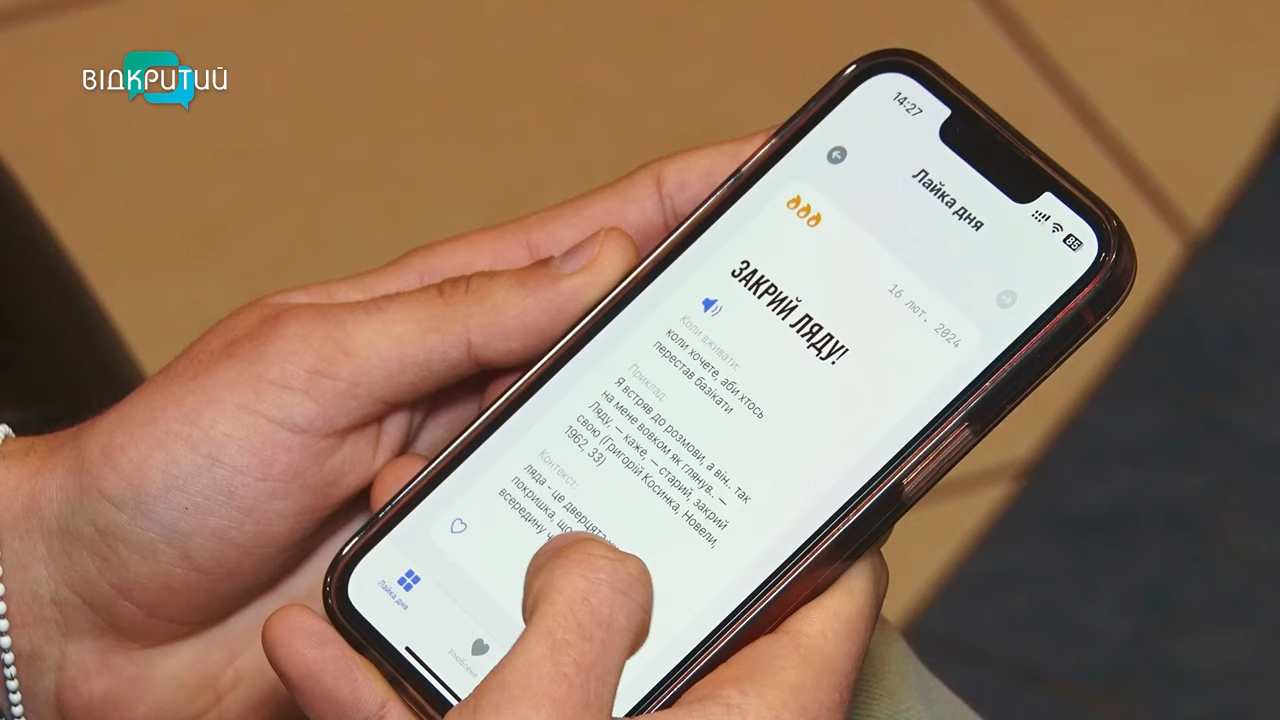 ВІДКРИТИЙ
14:27
85
Лайка дня
16 лют. 2024
ЗАКРИЙ ЛЯДУ!
Коли вживати:
коли хочете, аби хтось
перестав базікати
Приклад:
Я встряв до розмови, а він.. так
на мене вовком як глянув.. —
Ляду, — каже, — старий, закрий
свою (Григорій Косинка, Новели,
1962, 33)
Контекст:
ляда - це дверцята
покришка,
всередину
Лайка дня
Улюблене